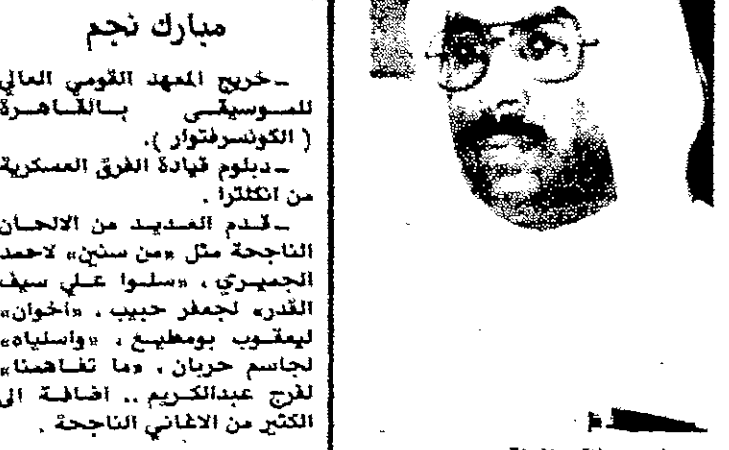 مبارك نجم
ـ خريج المعهد القومي العالي
للموسيقى بالقاهرة
( الكونسرفتوار ).
ـ دبلوم قيادة الفرق العسكرية
من انكلترا .
ـ قدم العديد من الالحان
الناجحة مثل «من سنين» لاحمد
الجميري ، «سلوا علي سيف
القدر» لجعفر حبيب ، «أخوان»
ليعقوب بومطيع ، «واسلياه»
لجاسم حربان ، «ما تفاهمنا»
لفرج عبدالكريم .. اضافة الى
الكثير من الاغاني الناجحة .